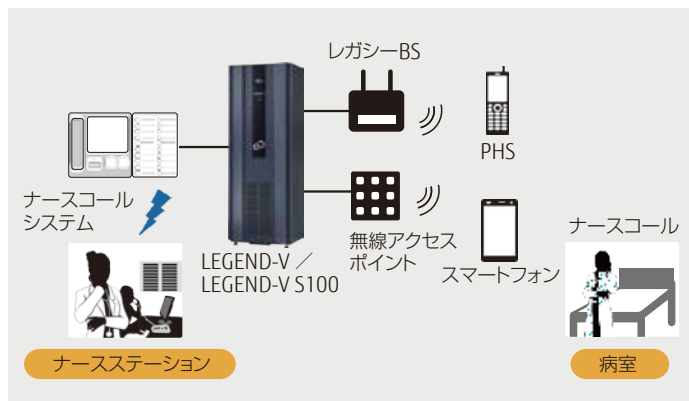 レガシーBS
PHS
ナースコール
システム
LEGEND-V ／
LEGEND-V S100
無線アクセス
ポイント
スマートフォン
ナースコール
ナースステーション
病室